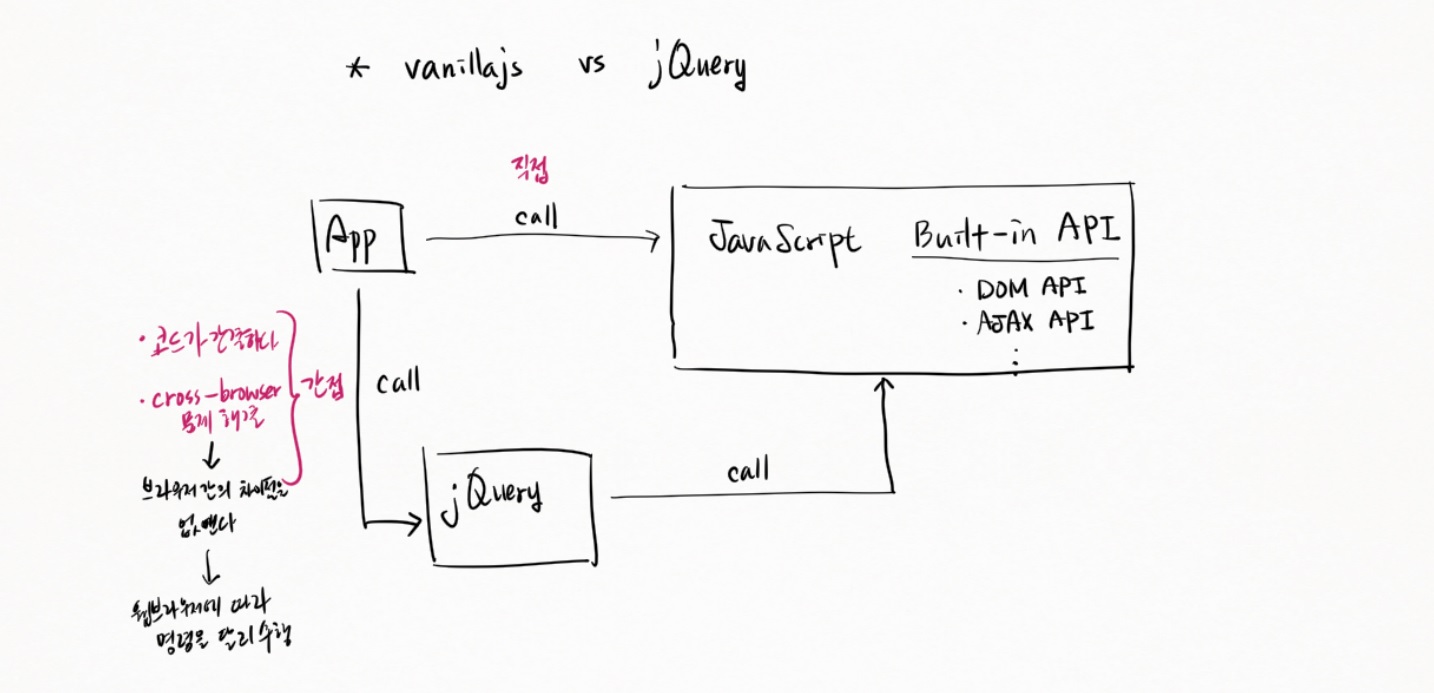 * vanillajs vs jQuery
직접
call
App
JavaScript Built-in API
· DOM API
· AJAX API
⋮
· 코드가 간결하다
· cross-browser
문제 해결
간접
call
브라우저 간의 차이점을
없앤다
웹브라우저에 따라
명령을 달리 수행
jQuery
call